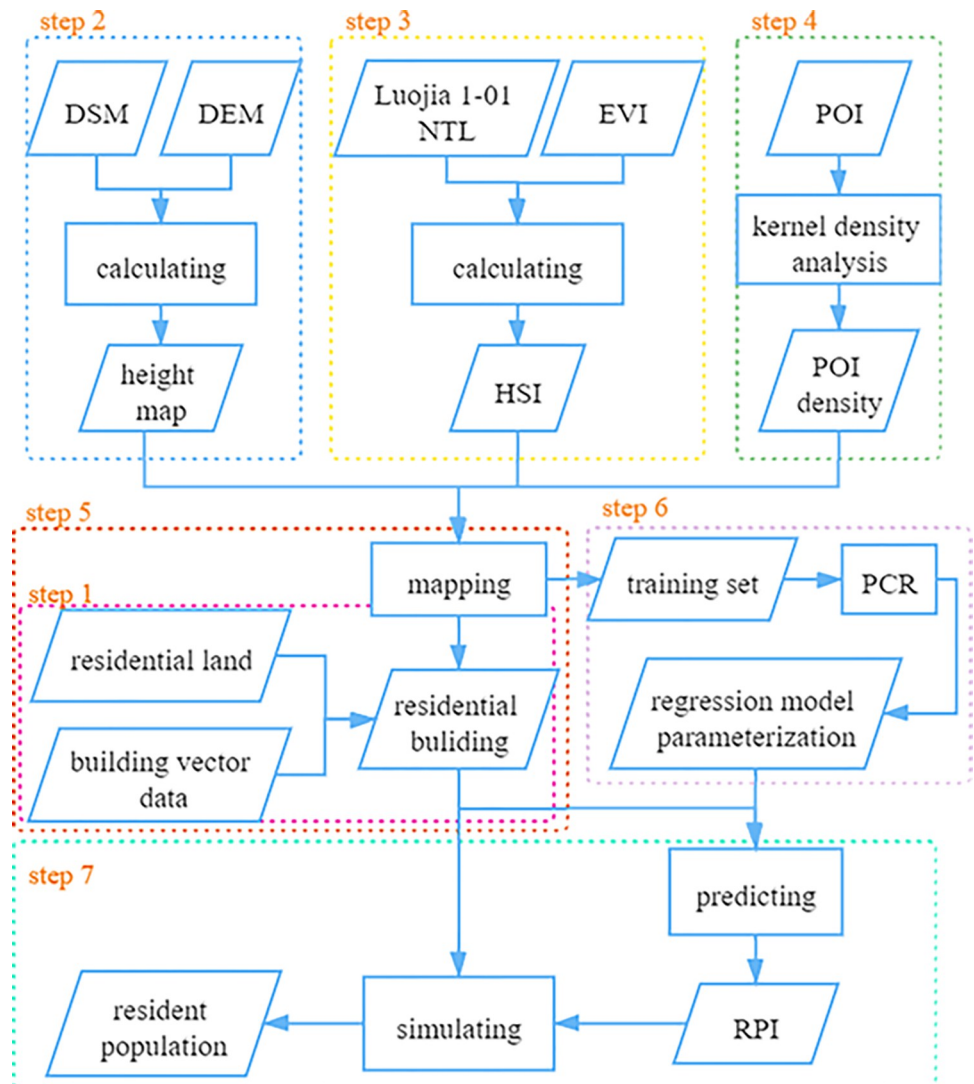 step 2
step 3
step 4
DSM
DEM
Luojia 1-01
NTL
EVI
POI
calculating
calculating
kernel density
analysis
height
map
HSI
POI
density
step 5
step 6
mapping
training set
PCR
step 1
residential land
residential
buliding
regression model
parameterization
building vector
data
step 7
predicting
resident
population
simulating
RPI